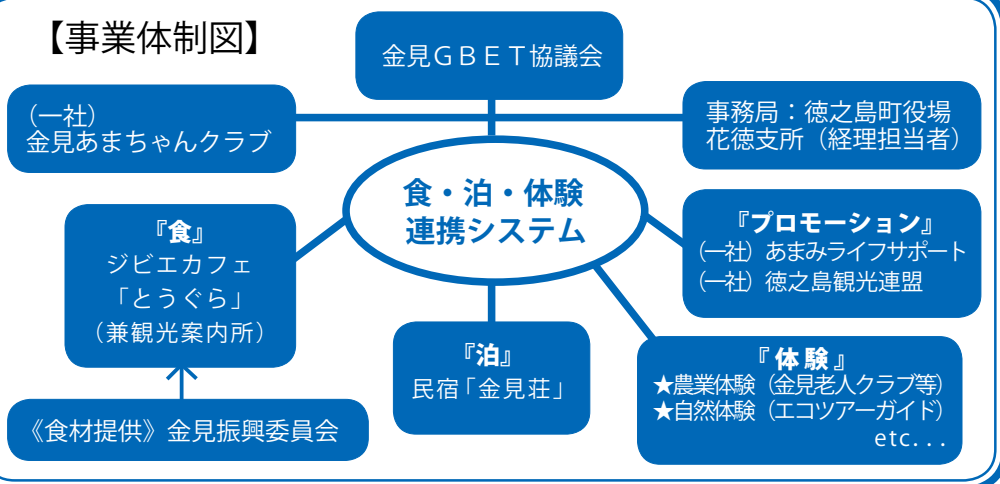 【事業体制図】
金見ＧＢＥＴ協議会
（一社）
金見あまちゃんクラブ
事務局：徳之島町役場
花徳支所（経理担当者）
食・泊・体験
連携システム
『食』
ジビエカフェ
「とうぐら」
（兼観光案内所）
『プロモーション』
（一社）あまみライフサポート
（一社）徳之島観光連盟
『泊』
民宿「金見荘」
『体験』
★農業体験（金見老人クラブ等）
★自然体験（エコツアーガイド）
etc...
《食材提供》金見振興委員会